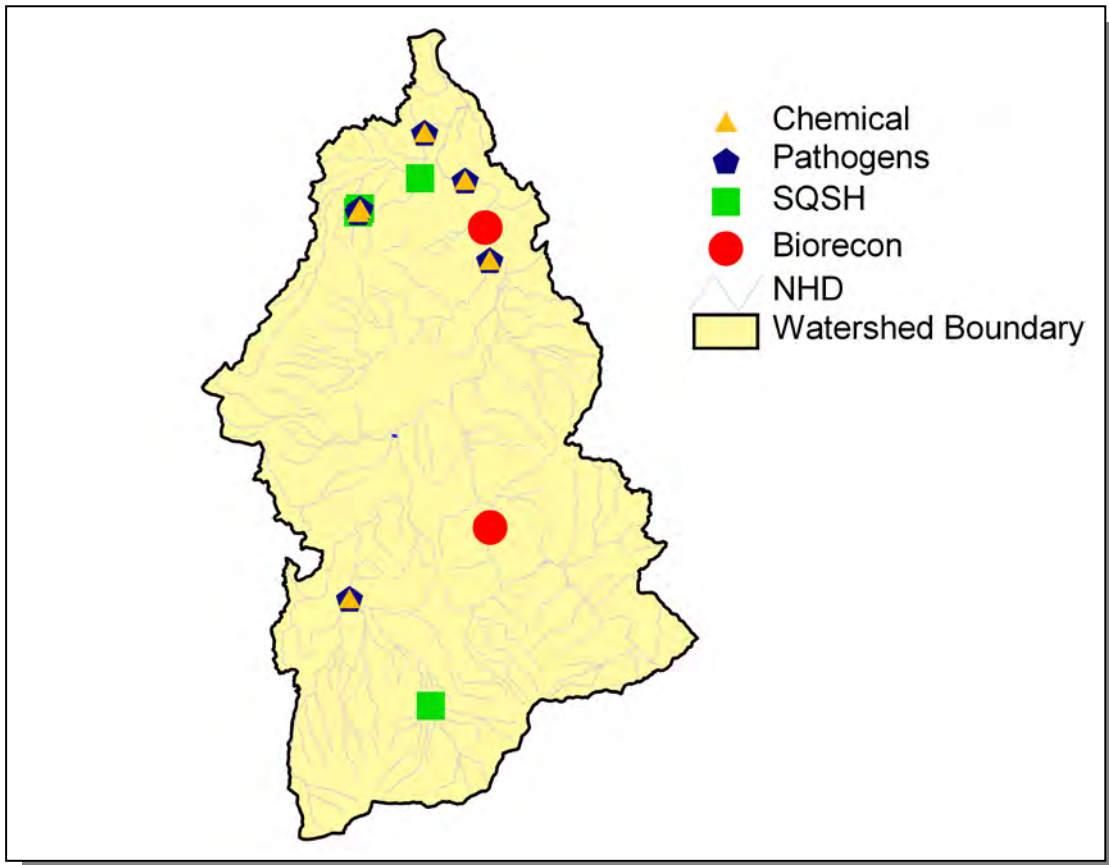 Chemical
Pathogens
SQSH
Biorecon
NHD
Watershed Boundary